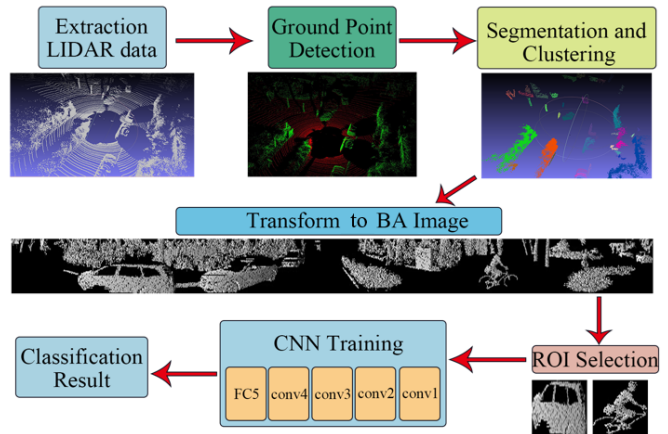 Extraction
LIDAR data
Ground Point
Detection
Segmentation and
Clustering
Transform to BA Image
Classification
Result
CNN Training
FC5 conv4 conv3 conv2 conv1
ROI Selection